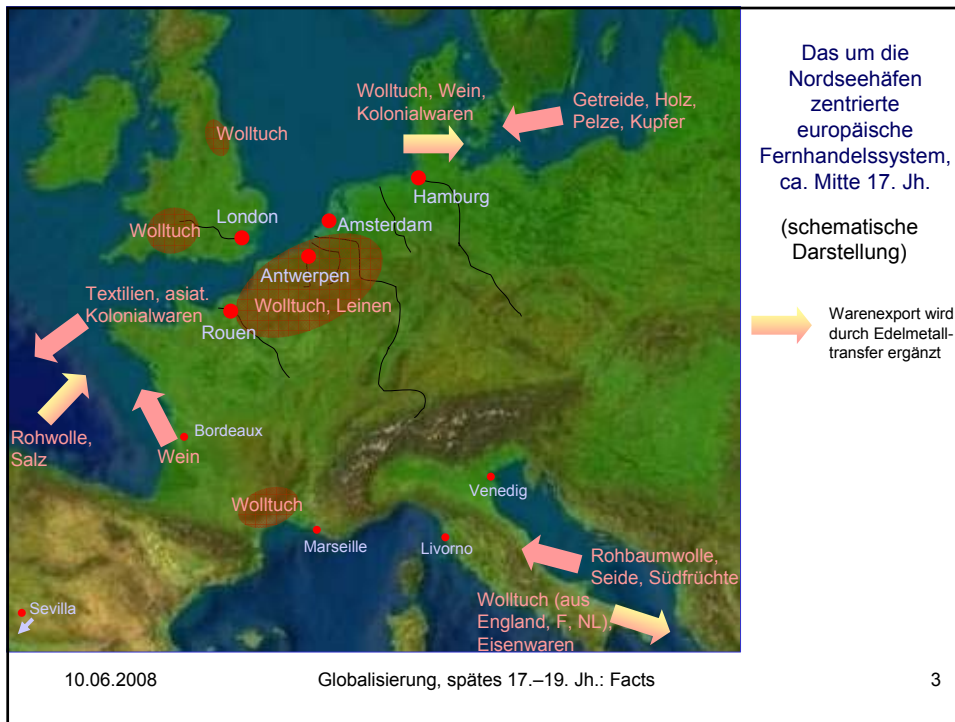 Das um die
Nordseehäfen
zentrierte
europäische
Fernhandelssystem,
ca. Mitte 17. Jh.
(schematische
Darstellung)
Warenexport wird
durch Edelmetall-
transfer ergänzt
Wolltuch, Wein,
Kolonialwaren
Getreide, Holz,
Pelze, Kupfer
Wolltuch
Hamburg
Wolltuch
London
Amsterdam
Antwerpen
Wolltuch, Leinen
Textilien, asiat.
Kolonialwaren
Rouen
Rohwolle,
Salz
Bordeaux
Wein
Wolltuch
Venedig
Marseille
Livorno
Rohbaumwolle,
Seide, Südfrüchte
Wolltuch (aus
England, F, NL),
Eisenwaren
Sevilla
10.06.2008
Globalisierung, spätes 17.–19. Jh.: Facts
3